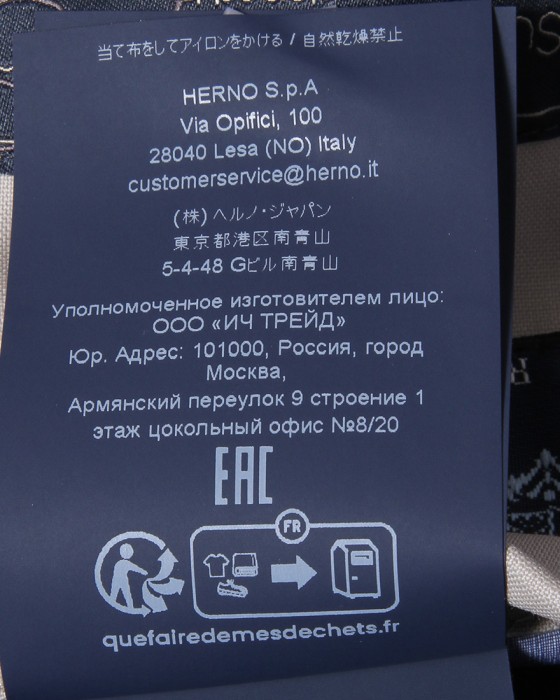 当て布をしてアイロンをかける / 自然乾燥禁止
HERNO S.p.A
Via Opifici, 100
28040 Lesa (NO) Italy
customerservice@herno.it
(株) ヘルノ・ジャパン
東京都港区南青山
5-4-48 Gビル南青山
Уполномоченное изготовителем лицо:
ООО «ИЧ ТРЕЙД»
Юр. Адрес: 101000, Россия, город
Москва,
Армянский переулок 9 строение 1
этаж цокольный офис №8/20
EAC
FR
quefairedemesdechets.fr